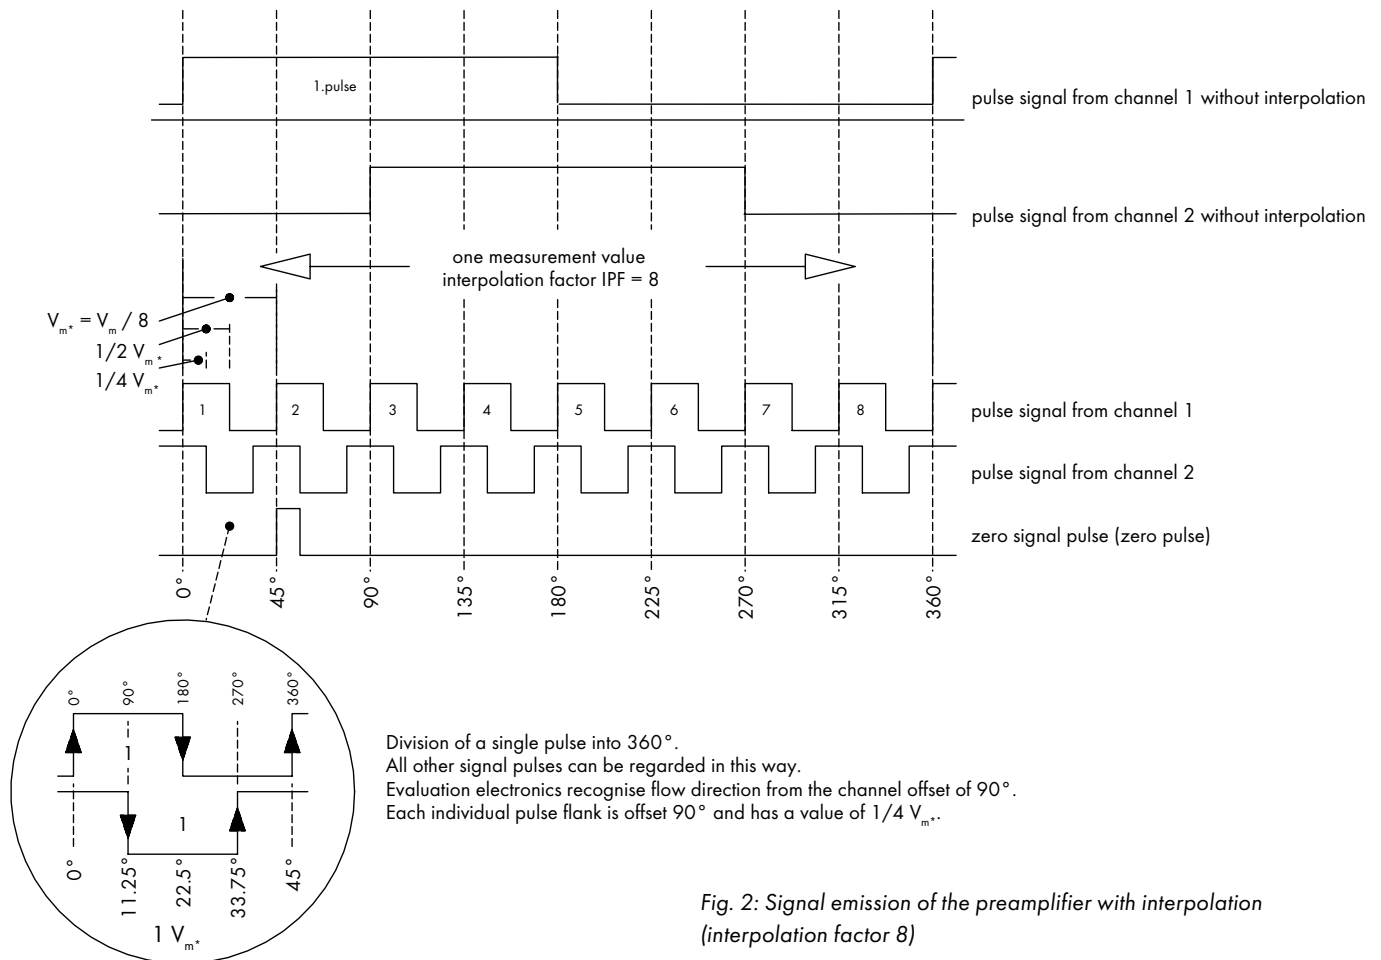 1.pulse
pulse signal from channel 1 without interpolation
pulse signal from channel 2 without interpolation
one measurement value
interpolation factor IPF = 8
Vm* = Vm / 8
1/2 Vm*
1/4 Vm*
1 2 3 4 5 6 7 8
pulse signal from channel 1
pulse signal from channel 2
zero signal pulse (zero pulse)
0° 45° 90° 135° 180° 225° 270° 315° 360°
0° 90° 180° 270° 360°
1
1
0° 11.25° 22.5° 33.75° 45°
1 Vm*
Division of a single pulse into 360°.
All other signal pulses can be regarded in this way.
Evaluation electronics recognise flow direction from the channel offset of 90°.
Each individual pulse flank is offset 90° and has a value of 1/4 Vm*.
Fig. 2: Signal emission of the preamplifier with interpolation
(interpolation factor 8)